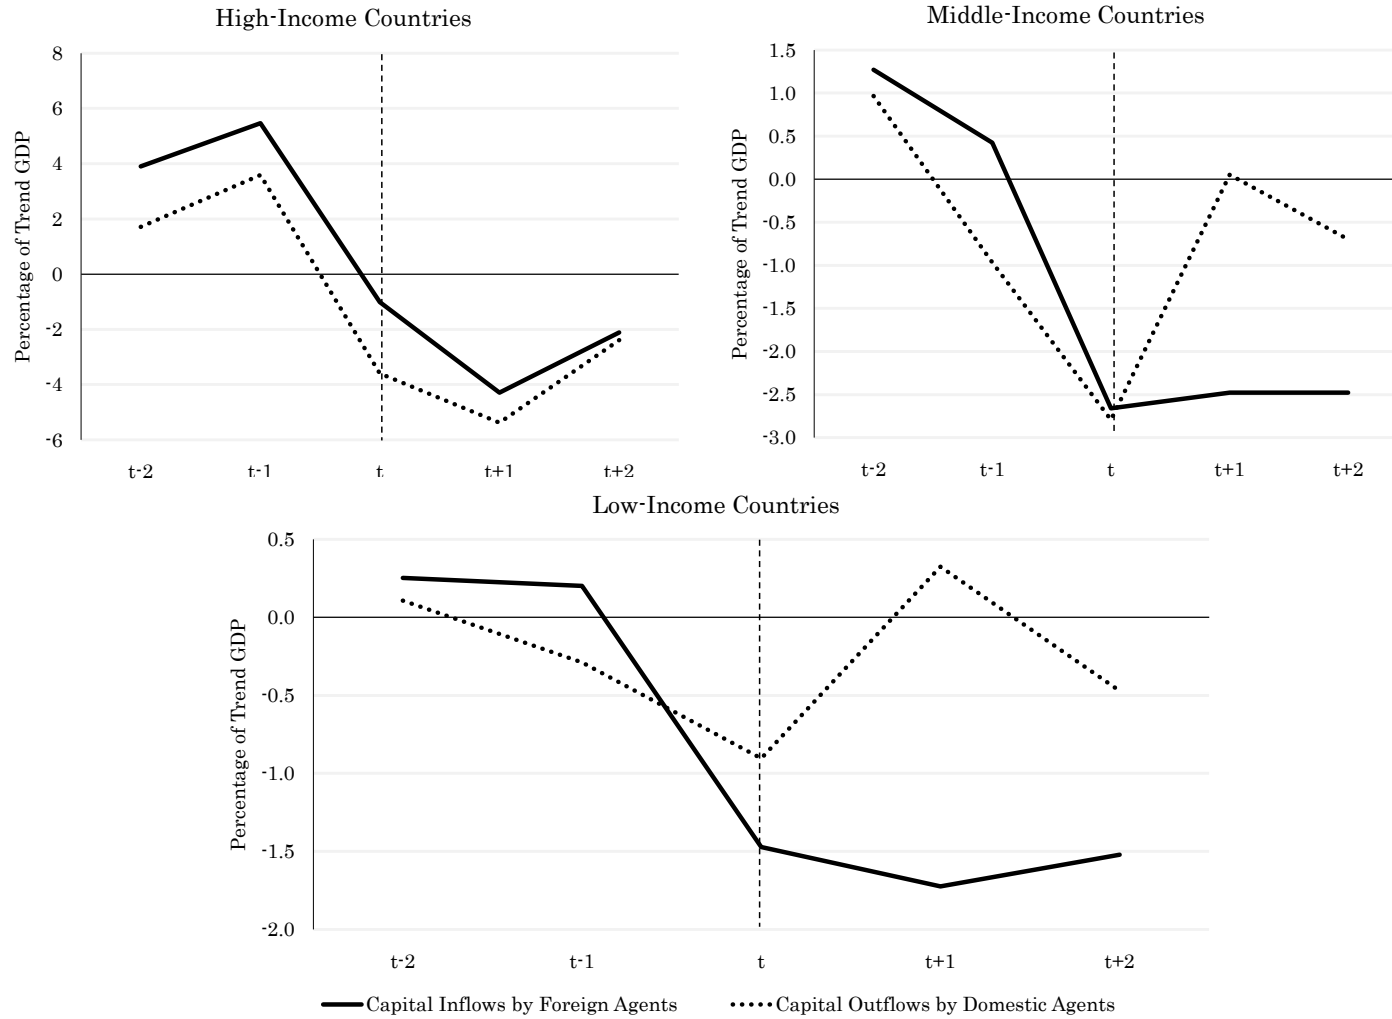 High-Income Countries
Percentage of Trend GDP
8
6
4
2
0
-2
-4
-6
t-2 t-1 t t+1 t+2
Middle-Income Countries
Percentage of Trend GDP
1.5
1.0
0.5
0.0
-0.5
-1.0
-1.5
-2.0
-2.5
-3.0
t-2 t-1 t t+1 t+2
Low-Income Countries
Percentage of Trend GDP
0.5
0.0
-0.5
-1.0
-1.5
-2.0
t-2 t-1 t t+1 t+2
Capital Inflows by Foreign Agents Capital Outflows by Domestic Agents